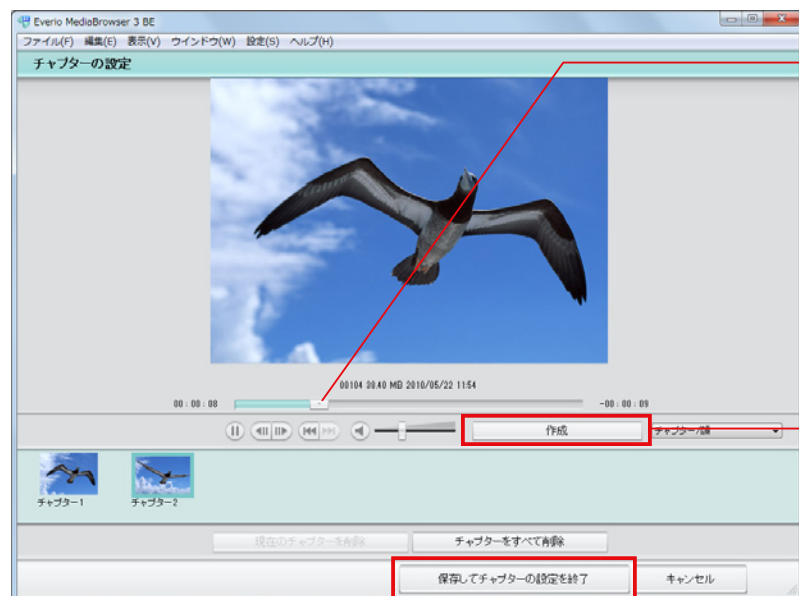 Everio MediaBrowser 3 BE
ファイル(F) 編集(E) 表示(V) ウインドウ(W) 設定(S) ヘルプ(H)
チャプターの設定
00104 39.40 MB 2010/05/22 11:54
00 : 00 : 08
-00 : 00 : 09
作成
チャプター1
チャプター2
現在のチャプターを削除
チャプターをすべて削除
保存してチャプターの設定を終了
キャンセル